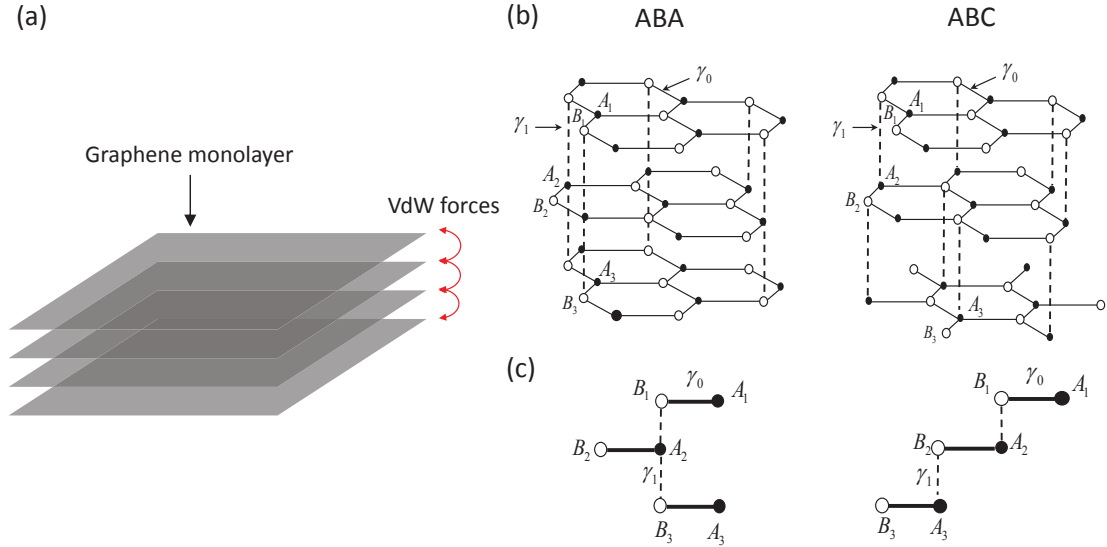 (a)
Graphene monolayer
VdW forces
(b)
ABA
ABC
γ₀
A₁
B₁
γ₁
A₂
B₂
A₃
B₃
γ₀
A₁
B₁
γ₁
A₂
B₂
A₃
B₃
(c)
B₁ γ₀ A₁
B₂ A₂
γ₁
B₃ A₃
B₁ γ₀ A₁
B₂ A₂
γ₁
B₃ A₃